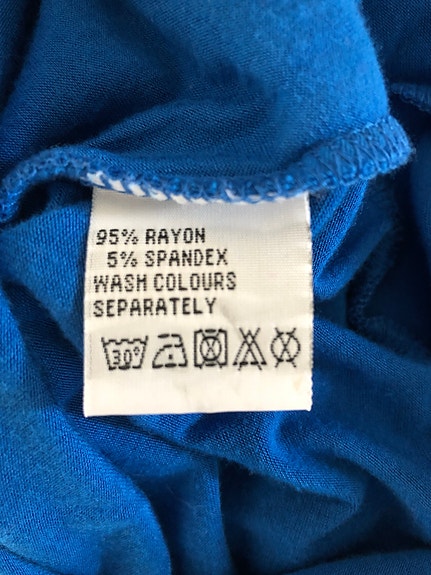 95% RAYON
5% SPANDEX
WASH COLOURS
SEPARATELY
30°